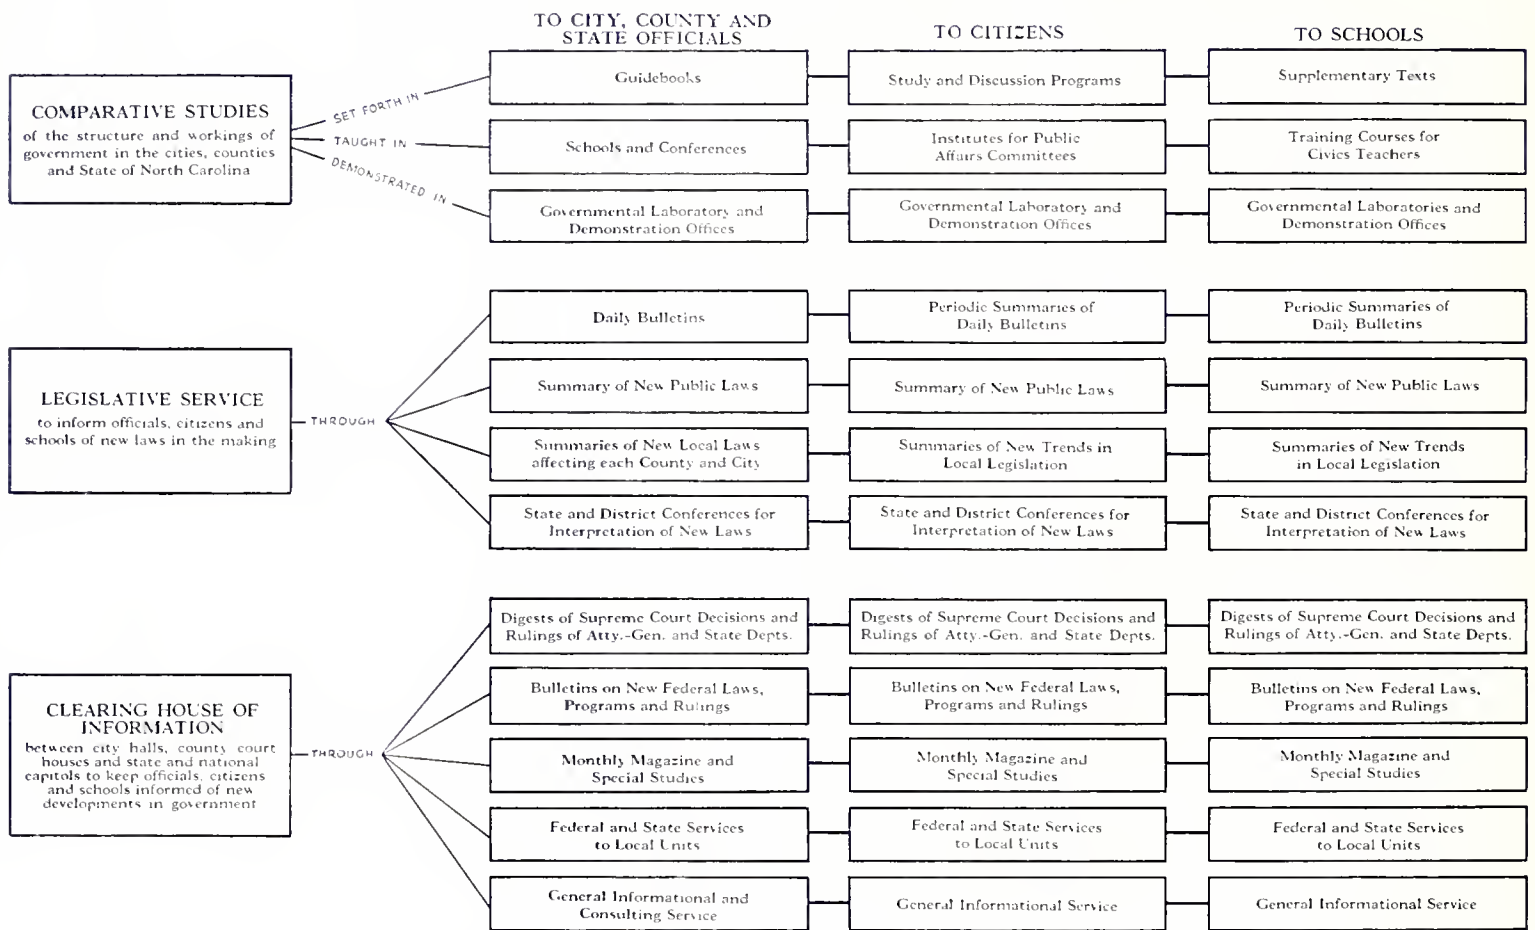 TO CITY, COUNTY AND
STATE OFFICIALS
TO CITIZENS
TO SCHOOLS
COMPARATIVE STUDIES
of the structure and workings of
government in the cities, counties
and State of North Carolina
SET FORTH IN
TAUGHT IN
DEMONSTRATED IN
Guidebooks
Study and Discussion Programs
Supplementary Texts
Schools and Conferences
Institutes for Public
Affairs Committees
Training Courses for
Civics Teachers
Governmental Laboratory and
Demonstration Offices
Governmental Laboratory and
Demonstration Offices
Governmental Laboratories and
Demonstration Offices
LEGISLATIVE SERVICE
to inform officials, citizens and
schools of new laws in the making
THROUGH
Daily Bulletins
Periodic Summaries of
Daily Bulletins
Periodic Summaries of
Daily Bulletins
Summary of New Public Laws
Summary of New Public Laws
Summary of New Public Laws
Summaries of New Local Laws
affecting each County and City
Summaries of New Trends in
Local Legislation
Summaries of New Trends
in Local Legislation
State and District Conferences for
Interpretation of New Laws
State and District Conferences for
Interpretation of New Laws
State and District Conferences for
Interpretation of New Laws
CLEARING HOUSE OF
INFORMATION
between city halls, county court
houses and state and national
capitols to keep officials, citizens
and schools informed of new
developments in government
THROUGH
Digests of Supreme Court Decisions and
Rulings of Atty.-Gen. and State Depts.
Digests of Supreme Court Decisions and
Rulings of Atty.-Gen. and State Depts.
Digests of Supreme Court Decisions and
Rulings of Atty.-Gen. and State Depts.
Bulletins on New Federal Laws,
Programs and Rulings
Bulletins on New Federal Laws,
Programs and Rulings
Bulletins on New Federal Laws,
Programs and Rulings
Monthly Magazine and
Special Studies
Monthly Magazine and
Special Studies
Monthly Magazine and
Special Studies
Federal and State Services
to Local Units
Federal and State Services
to Local Units
Federal and State Services
to Local Units
General Informational and
Consulting Service
General Informational Service
General Informational Service